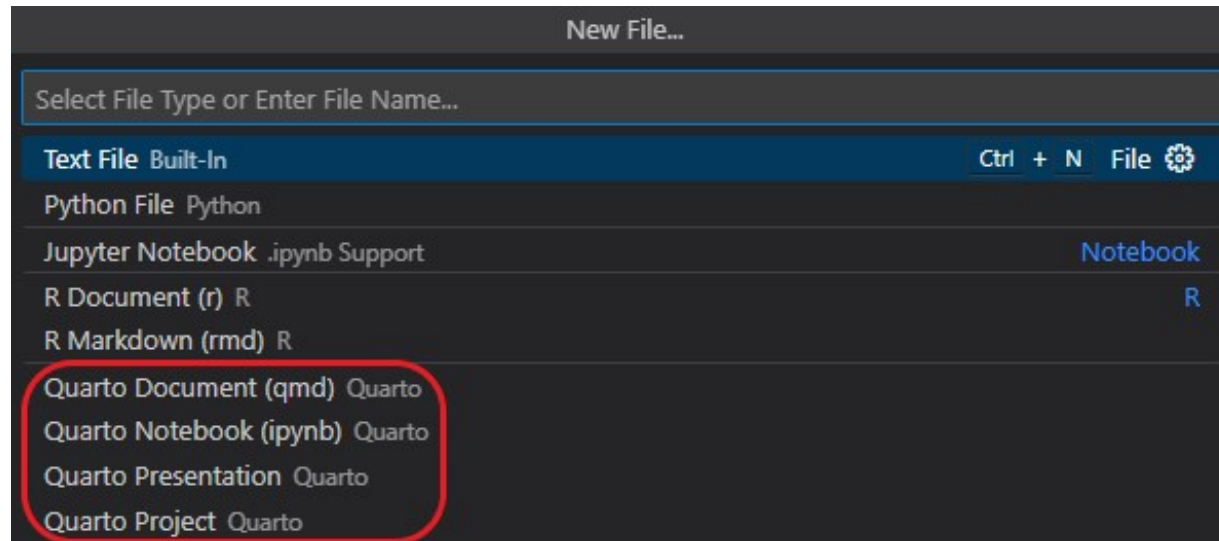 New File...
Select File Type or Enter File Name...
Text File Built-In Ctrl + N File
Python File Python
Jupyter Notebook .ipynb Support Notebook
R Document (r) R R
R Markdown (rmd) R
Quarto Document (qmd) Quarto
Quarto Notebook (ipynb) Quarto
Quarto Presentation Quarto
Quarto Project Quarto